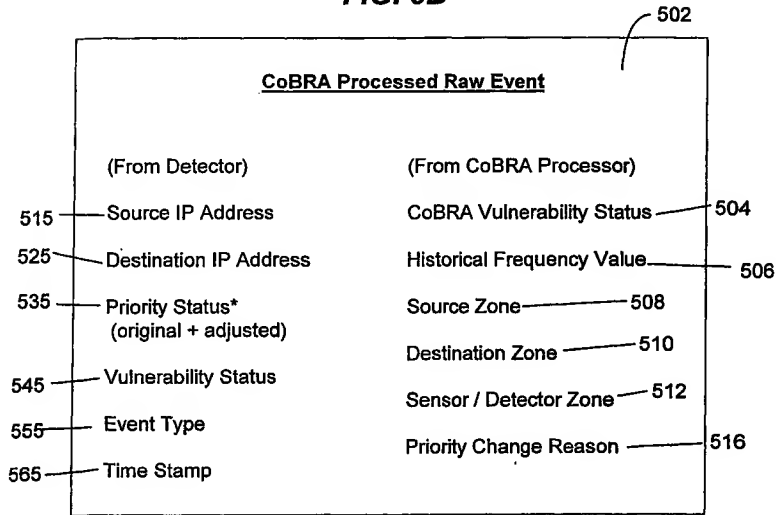 502
CoBRA Processed Raw Event
(From Detector)
(From CoBRA Processor)
515
Source IP Address
CoBRA Vulnerability Status
504
525
Destination IP Address
Historical Frequency Value
506
535
Priority Status*
(original + adjusted)
Source Zone
508
Destination Zone
510
545
Vulnerability Status
Sensor / Detector Zone
512
555
Event Type
Priority Change Reason
516
565
Time Stamp